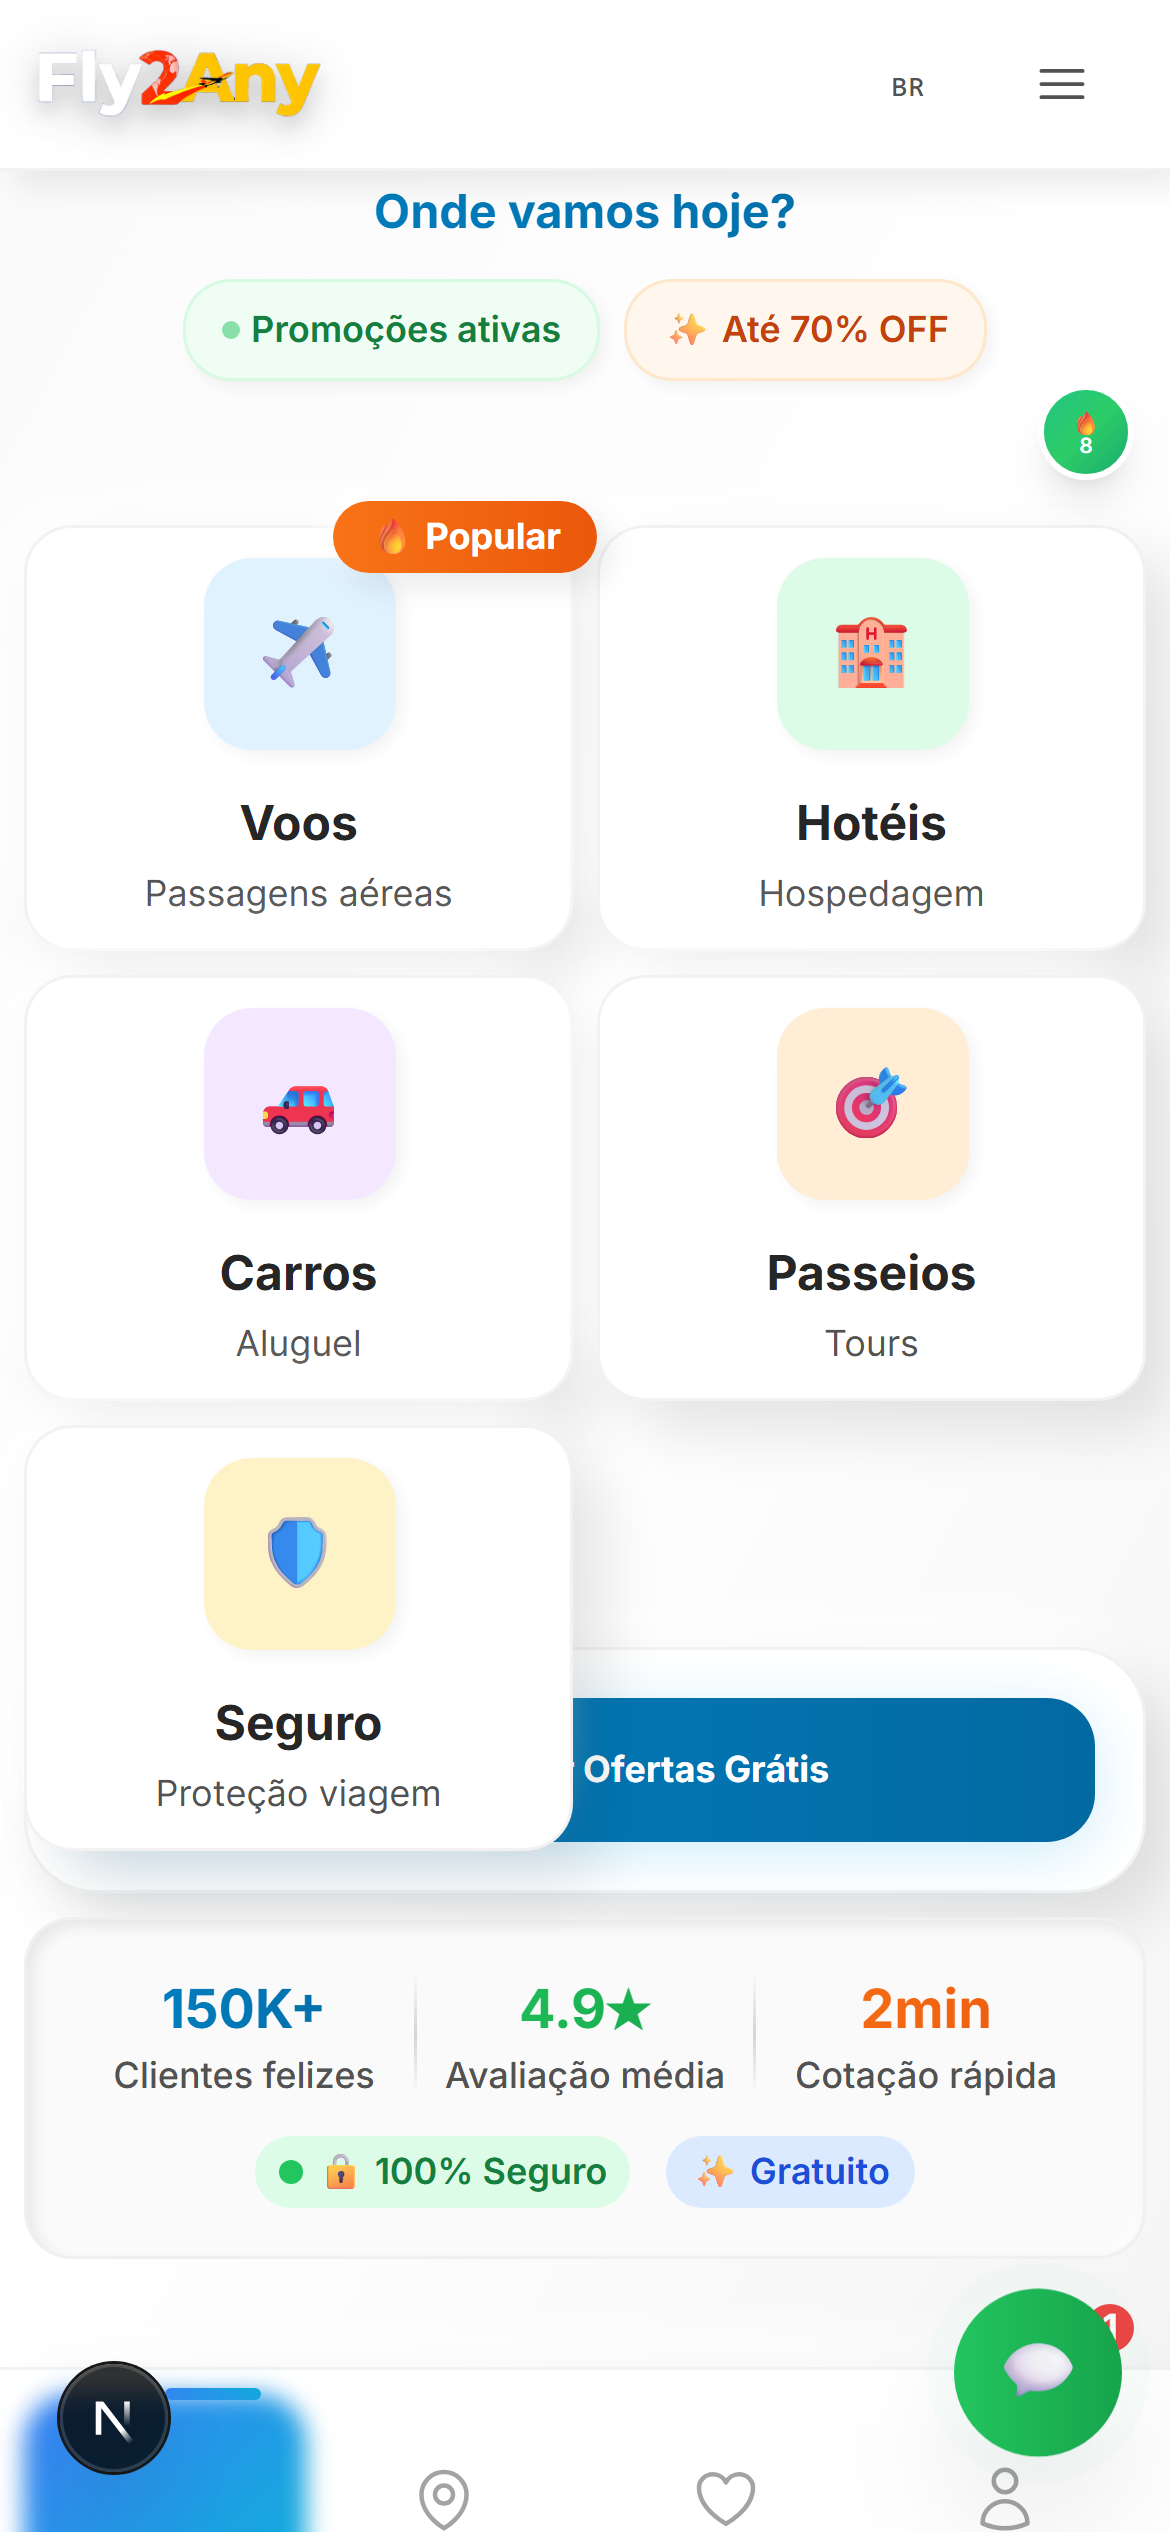 Fly2Any
BR
Onde vamos hoje?
Promoções ativas
Até 70% OFF
8
Popular
Voos
Passagens aéreas
Hotéis
Hospedagem
Carros
Aluguel
Passeios
Tours
Seguro
Proteção viagem
Ofertas Grátis
150K+
Clientes felizes
4.9★
Avaliação média
2min
Cotação rápida
100% Seguro
Gratuito
1
N